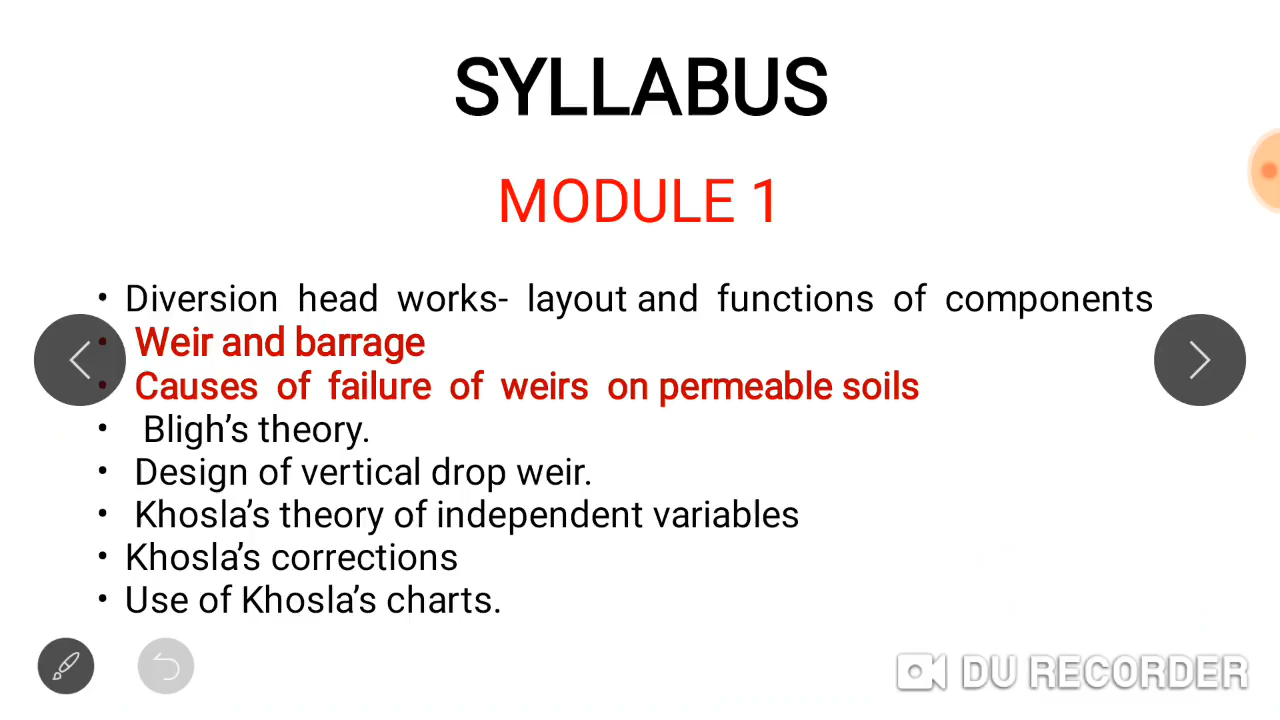 SYLLABUS
MODULE 1
• Diversion head works- layout and functions of components
• Weir and barrage
• Causes of failure of weirs on permeable soils
• Bligh’s theory.
• Design of vertical drop weir.
• Khosla’s theory of independent variables
• Khosla’s corrections
• Use of Khosla’s charts.
DU RECORDER